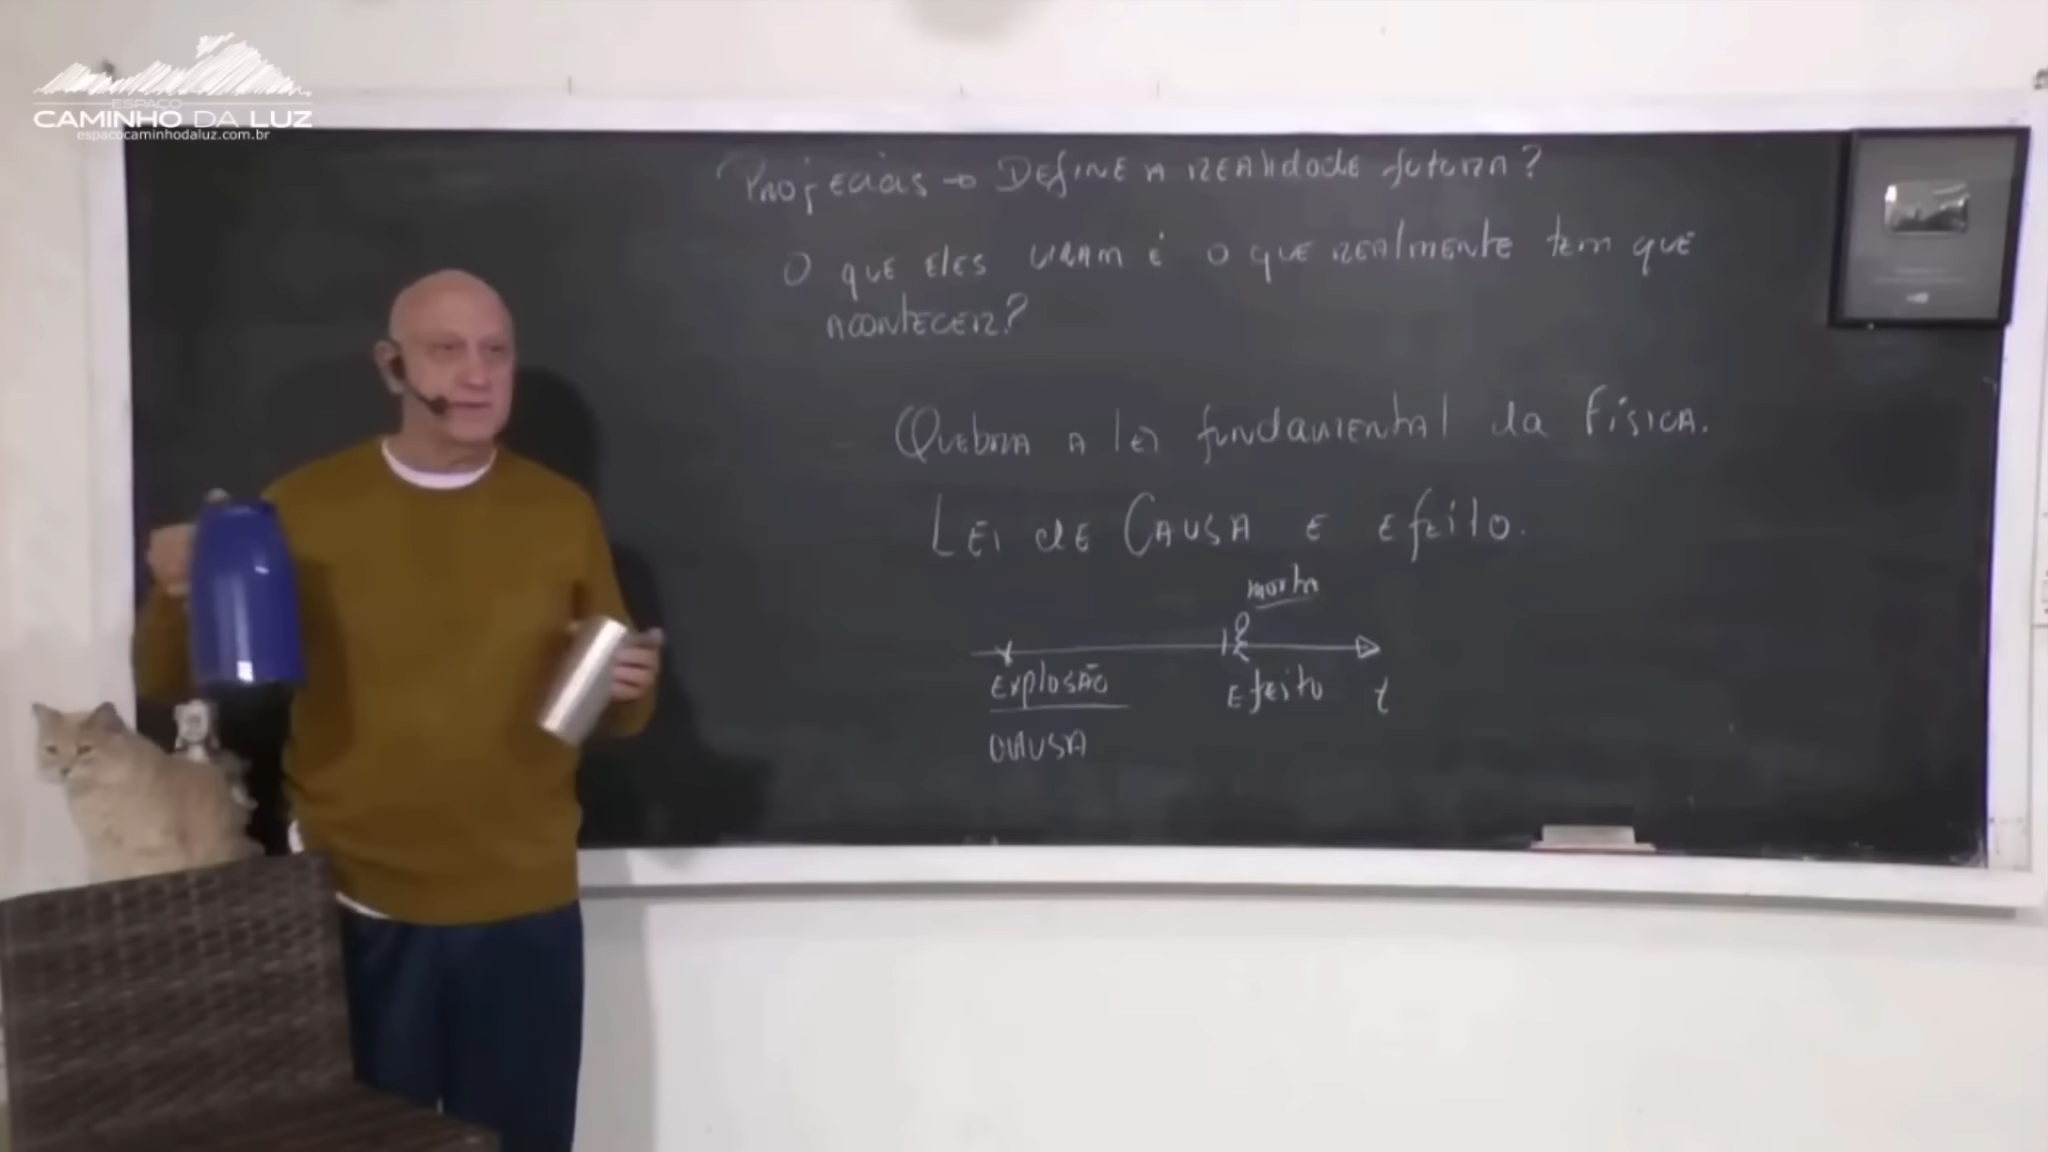 ESPAÇO
CAMINHO DA LUZ
espacocaminhodaluz.com.br
Profecias → Define a realidade futura?
O que eles viram é o que realmente tem que
acontecer?
Quebra a lei fundamental da Física.
Lei de Causa e efeito.
morta
Explosão
Efeito t
causa